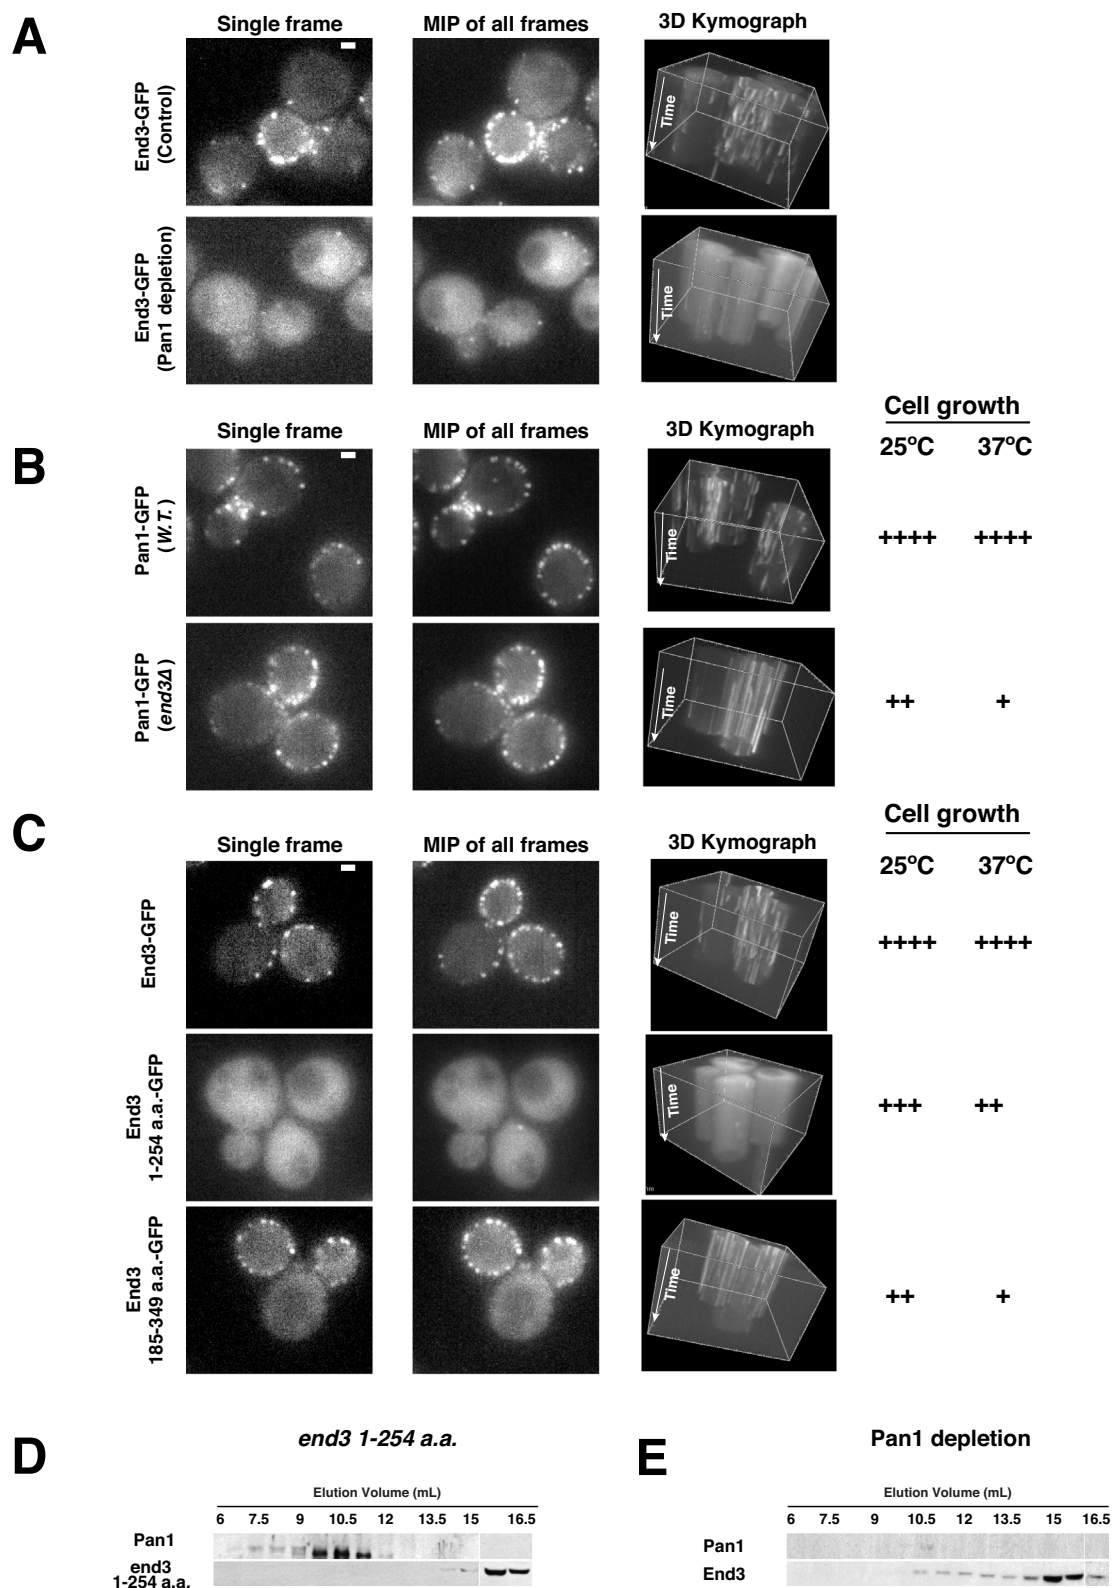 A
Single frame
MIP of all frames
3D Kymograph
End3-GFP
(Control)
Time
End3-GFP
(Pan1 depletion)
Time
B
Single frame
MIP of all frames
3D Kymograph
Cell growth
25°C 37°C
Pan1-GFP
(W.T.)
Time
++++ ++++
Pan1-GFP
(end3Δ)
Time
++ +
C
Single frame
MIP of all frames
3D Kymograph
Cell growth
25°C 37°C
End3-GFP
Time
++++ ++++
End3
1-254 a.a.-GFP
Time
+++ ++
End3
185-349 a.a.-GFP
Time
++ +
D
end3 1-254 a.a.
Elution Volume (mL)
6 7.5 9 10.5 12 13.5 15 16.5
Pan1
end3
1-254 a.a.
E
Pan1 depletion
Elution Volume (mL)
6 7.5 9 10.5 12 13.5 15 16.5
Pan1
End3